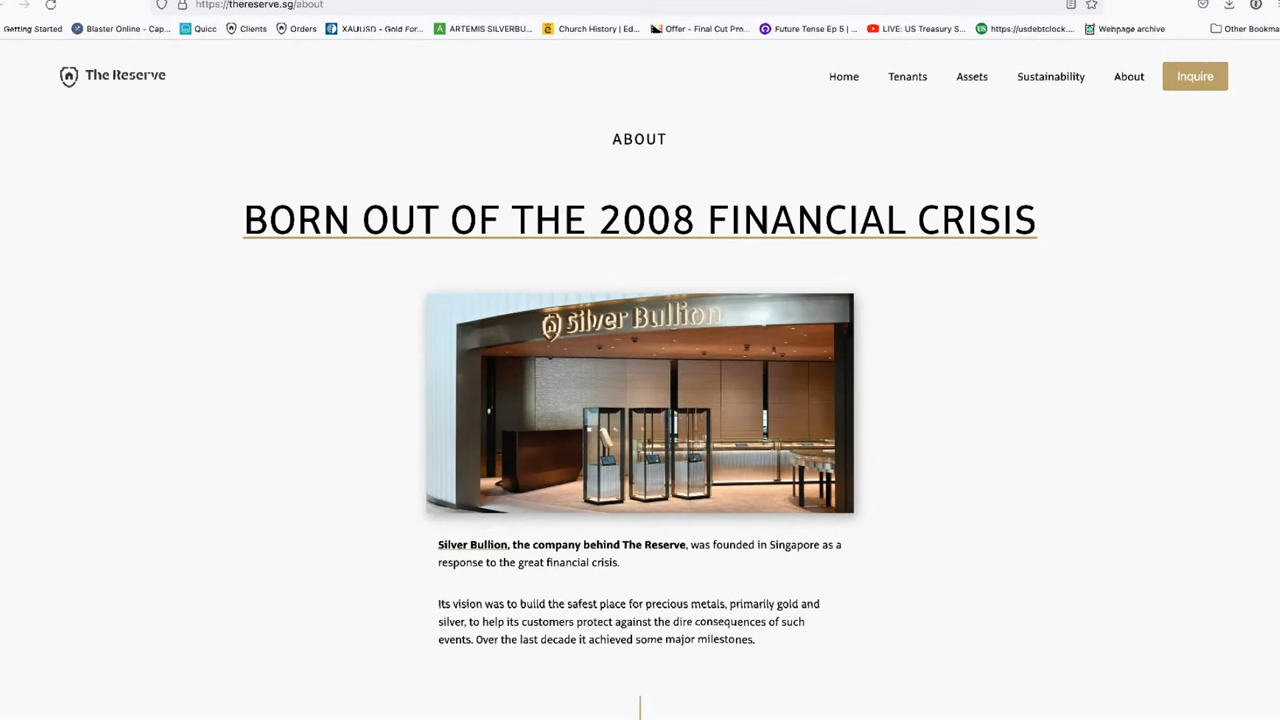 https://thereserve.sg/about
Getting Started Blaster Online - Cap... Quicc Clients Orders XAUUSD - Gold For... ARTEMIS SILVERBU... Church History | Ed... Offer - Final Cut Pro... Future Tense Ep 5 | ... LIVE: US Treasury S... https://usdebtclock.... Webpage archive Other Bookma
The Reserve
Home Tenants Assets Sustainability About Inquire
ABOUT
BORN OUT OF THE 2008 FINANCIAL CRISIS
Silver Bullion
Silver Bullion, the company behind The Reserve, was founded in Singapore as a
response to the great financial crisis.
Its vision was to build the safest place for precious metals, primarily gold and
silver, to help its customers protect against the dire consequences of such
events. Over the last decade it achieved some major milestones.